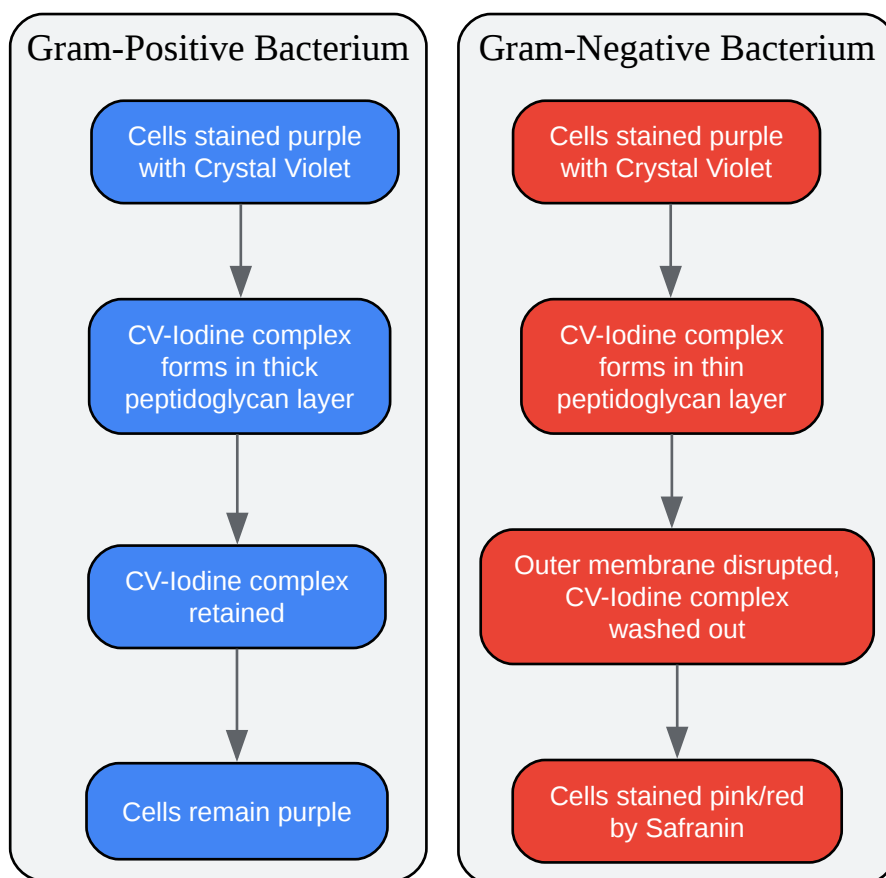 Gram-Positive Bacterium
Cells stained purple
with Crystal Violet
CV-Iodine complex
forms in thick
peptidoglycan layer
CV-Iodine complex
retained
Cells remain purple
Gram-Negative Bacterium
Cells stained purple
with Crystal Violet
CV-Iodine complex
forms in thin
peptidoglycan layer
Outer membrane disrupted,
CV-Iodine complex
washed out
Cells stained pink/red
by Safranin